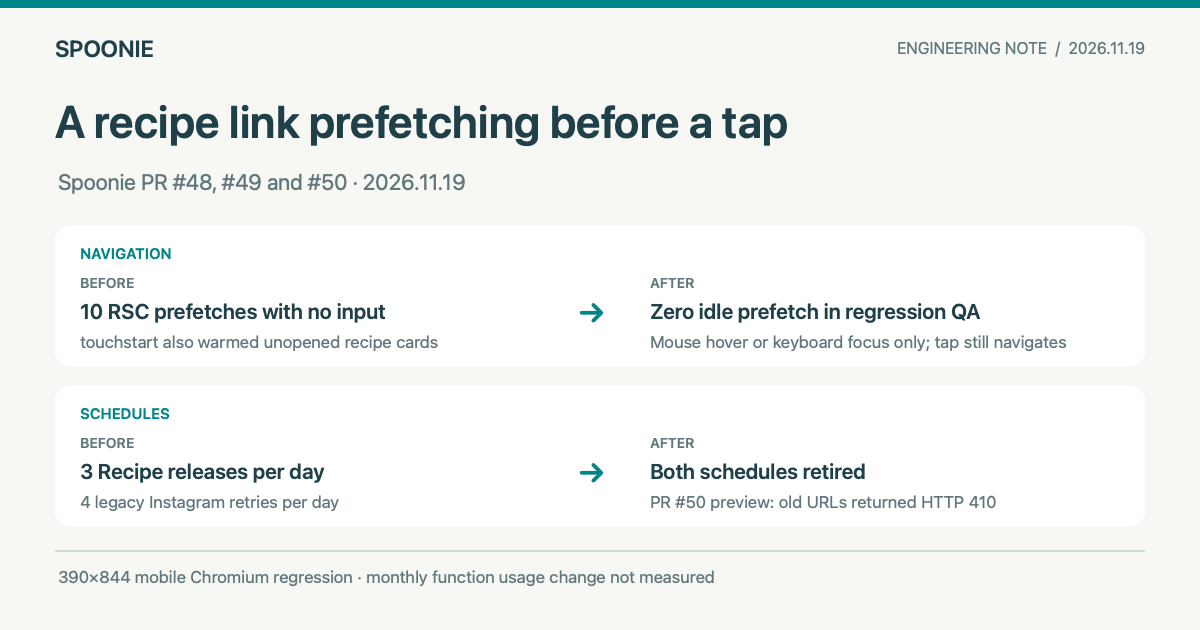 SPOONIE
ENGINEERING NOTE / 2026.11.19
A recipe link prefetching before a tap
Spoonie PR #48, #49 and #50 · 2026.11.19
NAVIGATION
BEFORE
10 RSC prefetches with no input
touchstart also warmed unopened recipe cards
AFTER
Zero idle prefetch in regression QA
Mouse hover or keyboard focus only; tap still navigates
SCHEDULES
BEFORE
3 Recipe releases per day
4 legacy Instagram retries per day
AFTER
Both schedules retired
PR #50 preview: old URLs returned HTTP 410
390×844 mobile Chromium regression · monthly function usage change not measured